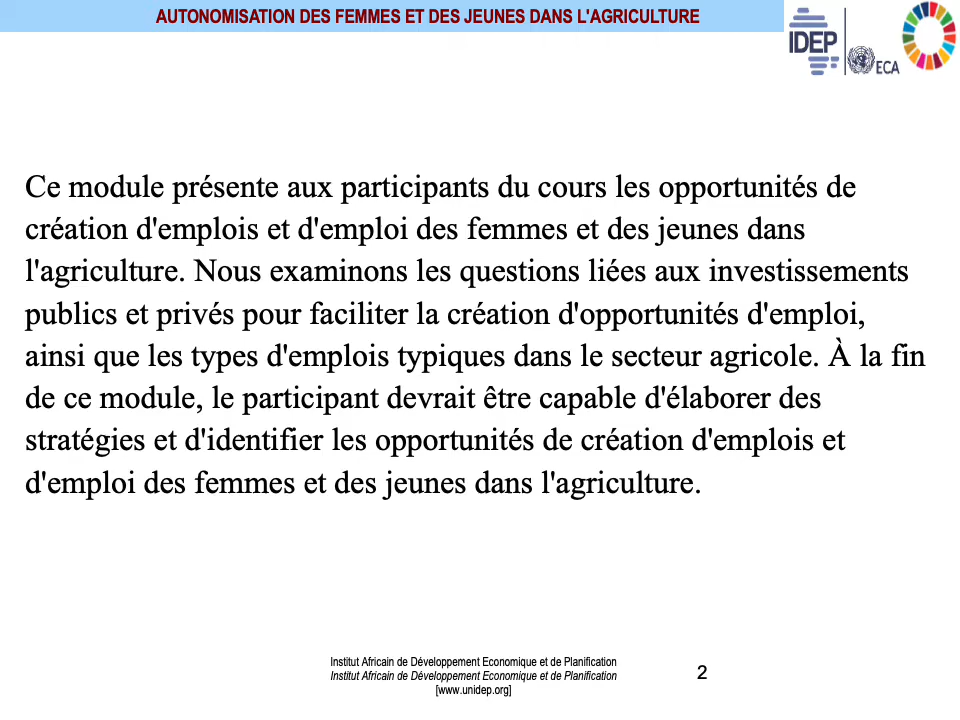 AUTONOMISATION DES FEMMES ET DES JEUNES DANS L'AGRICULTURE
IDEP
ECA
Ce module présente aux participants du cours les opportunités de
création d'emplois et d'emploi des femmes et des jeunes dans
l'agriculture. Nous examinons les questions liées aux investissements
publics et privés pour faciliter la création d'opportunités d'emploi,
ainsi que les types d'emplois typiques dans le secteur agricole. À la fin
de ce module, le participant devrait être capable d'élaborer des
stratégies et d'identifier les opportunités de création d'emplois et
d'emploi des femmes et des jeunes dans l'agriculture.
Institut Africain de Développement Economique et de Planification
Institut Africain de Développement Economique et de Planification
[www.unidep.org]
2